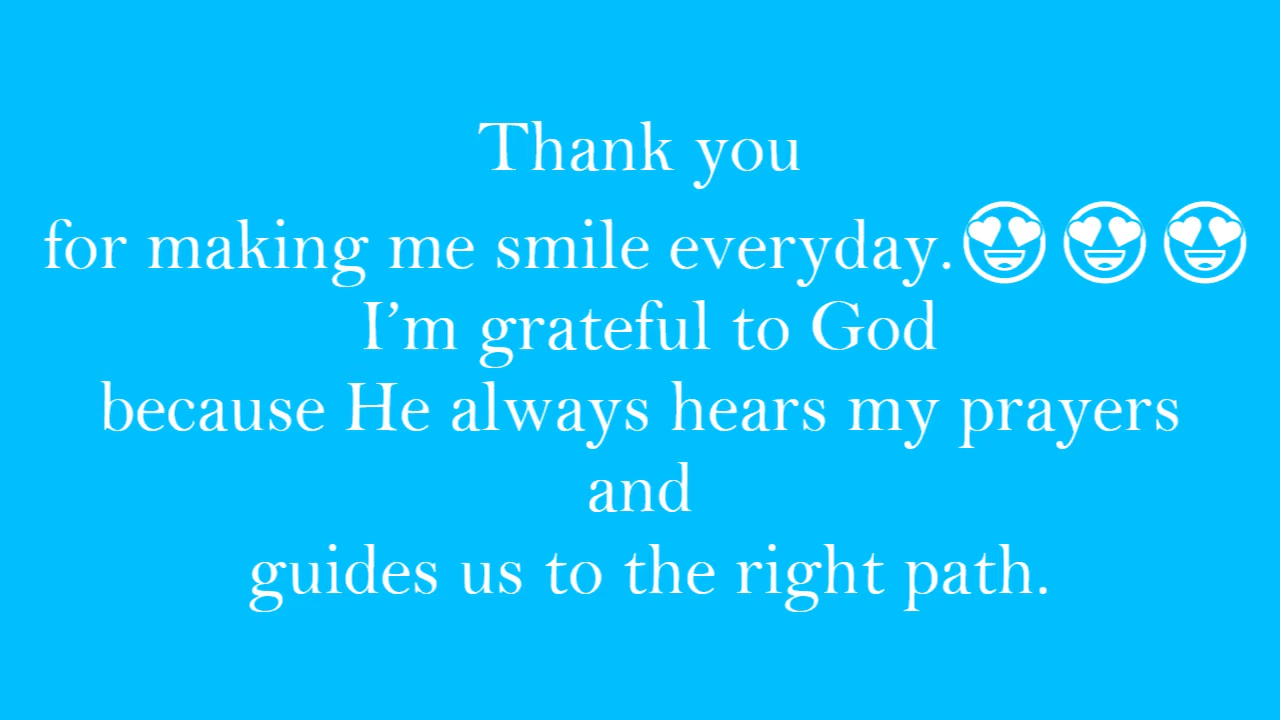 Thank you
for making me smile everyday.😍😍😍
I’m grateful to God
because He always hears my prayers
and
guides us to the right path.